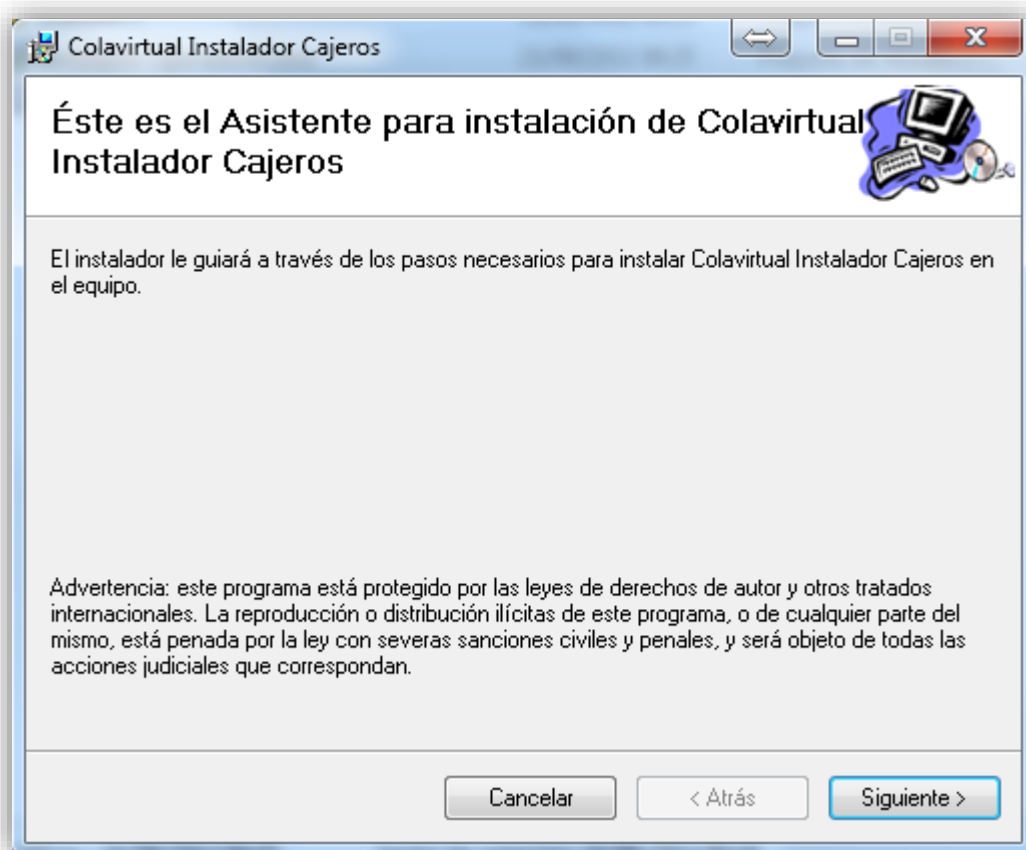 Colavirtual Instalador Cajeros
Éste es el Asistente para instalación de Colavirtual
Instalador Cajeros
El instalador le guiará a través de los pasos necesarios para instalar Colavirtual Instalador Cajeros en
el equipo.
Advertencia: este programa está protegido por las leyes de derechos de autor y otros tratados
internacionales. La reproducción o distribución ilícitas de este programa, o de cualquier parte del
mismo, está penada por la ley con severas sanciones civiles y penales, y será objeto de todas las
acciones judiciales que correspondan.
Cancelar
< Atrás
Siguiente >